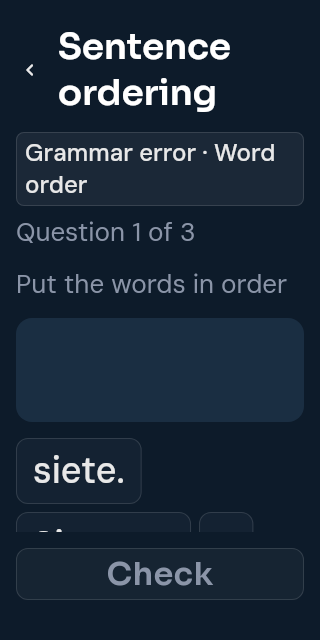 Sentence
ordering
Grammar error · Word
order
Question 1 of 3
Put the words in order
siete.
Check